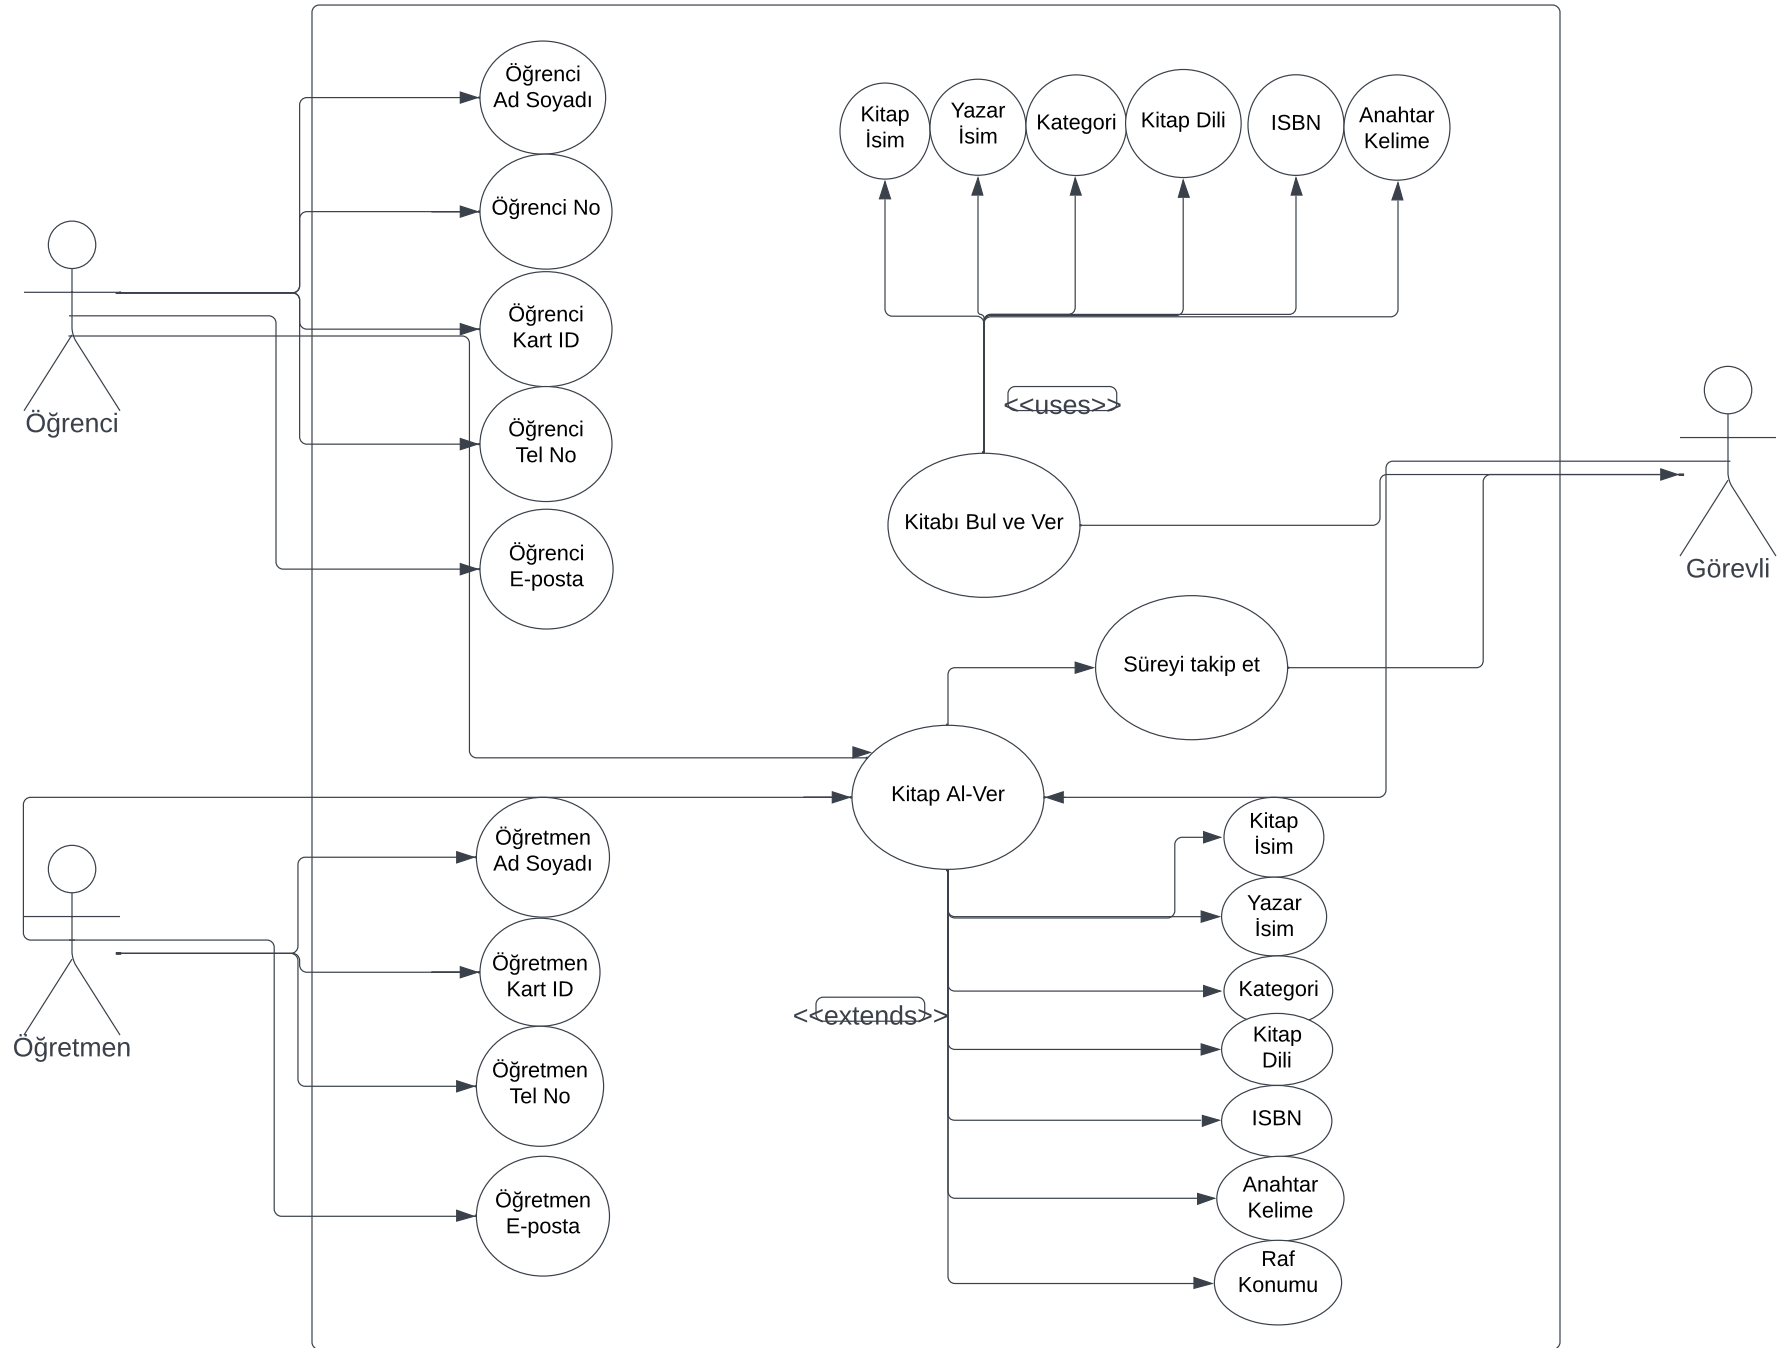 Öğrenci
Ad Soyadı
Öğrenci No
Öğrenci
Kart ID
Öğrenci
Tel No
Öğrenci
E-posta
Öğrenci
Kitap
İsim
Yazar
İsim
Kategori
Kitap Dili
ISBN
Anahtar
Kelime
<<uses>>
Kitabı Bul ve Ver
Görevli
Süreyi takip et
Kitap Al-Ver
Öğretmen
Ad Soyadı
Öğretmen
Kart ID
Öğretmen
Tel No
Öğretmen
E-posta
Öğretmen
<<extends>>
Kitap
İsim
Yazar
İsim
Kategori
Kitap
Dili
ISBN
Anahtar
Kelime
Raf
Konumu